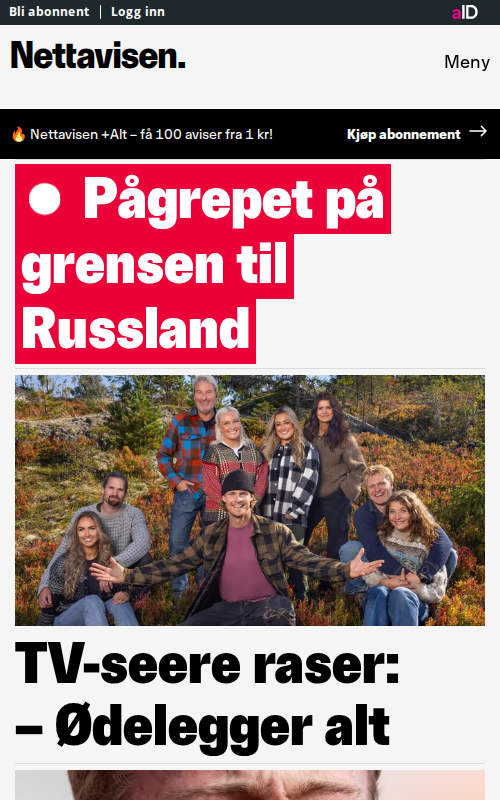 Bli abonnent | Logg inn
aID
Nettavisen.
Meny
🔥 Nettavisen +Alt – få 100 aviser fra 1 kr!
Kjøp abonnement →
Pågrepet på
grensen til
Russland
TV-seere raser:
– Ødelegger alt